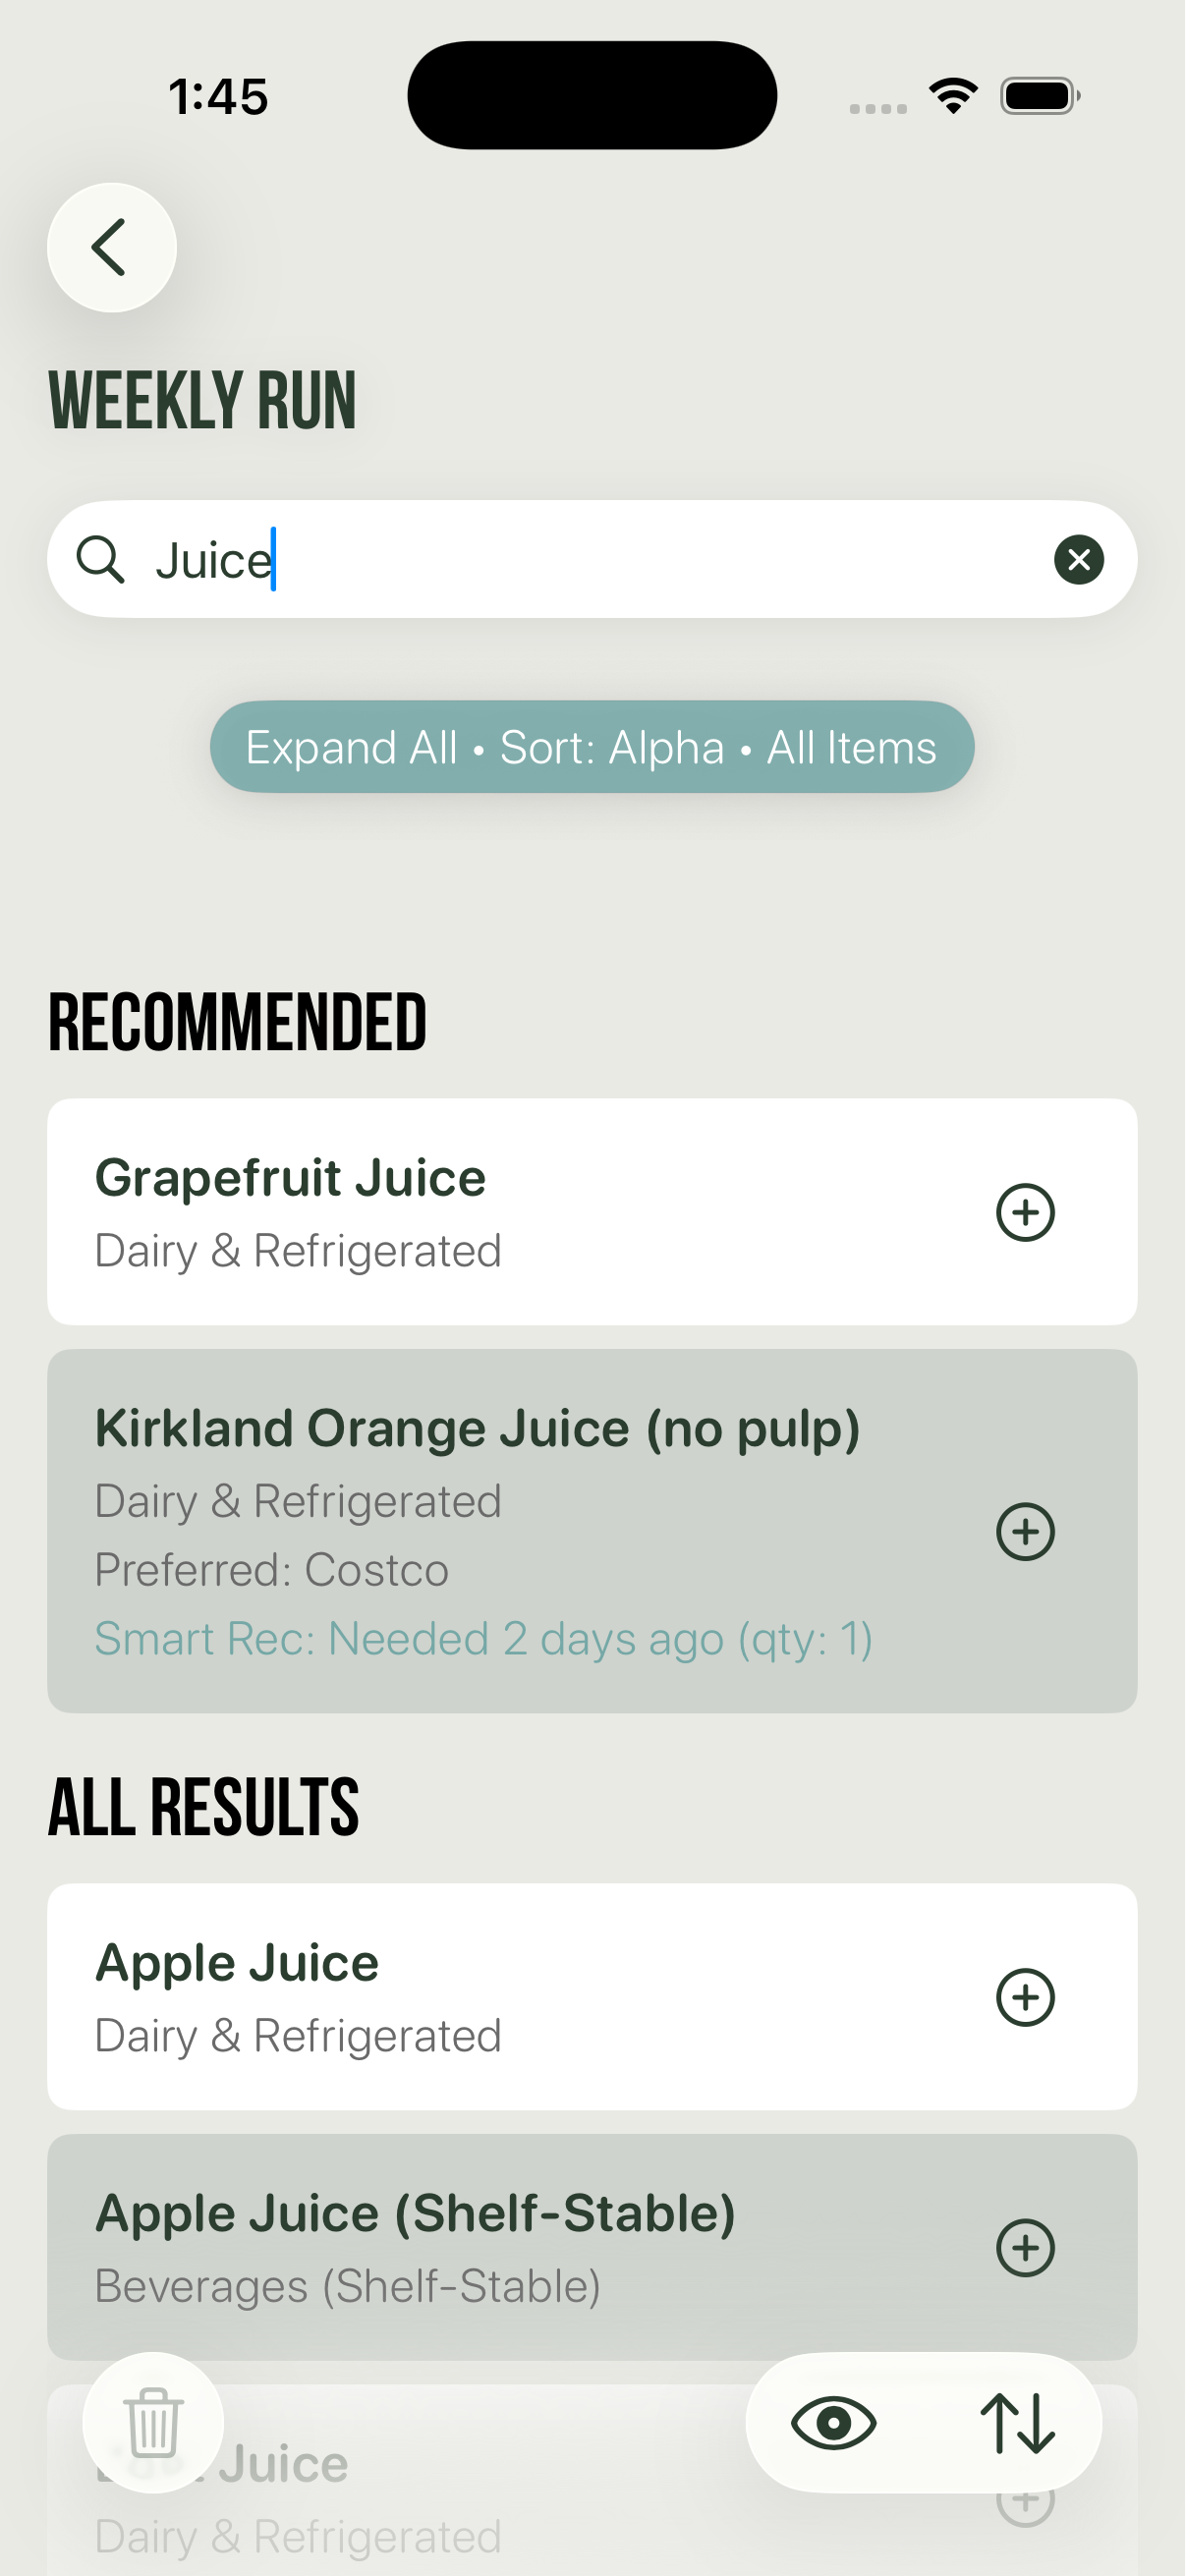 1:45
WEEKLY RUN
Juice
Expand All • Sort: Alpha • All Items
RECOMMENDED
Grapefruit Juice
Dairy & Refrigerated
Kirkland Orange Juice (no pulp)
Dairy & Refrigerated
Preferred: Costco
Smart Rec: Needed 2 days ago (qty: 1)
ALL RESULTS
Apple Juice
Dairy & Refrigerated
Apple Juice (Shelf-Stable)
Beverages (Shelf-Stable)
Juice
Dairy & Refrigerated